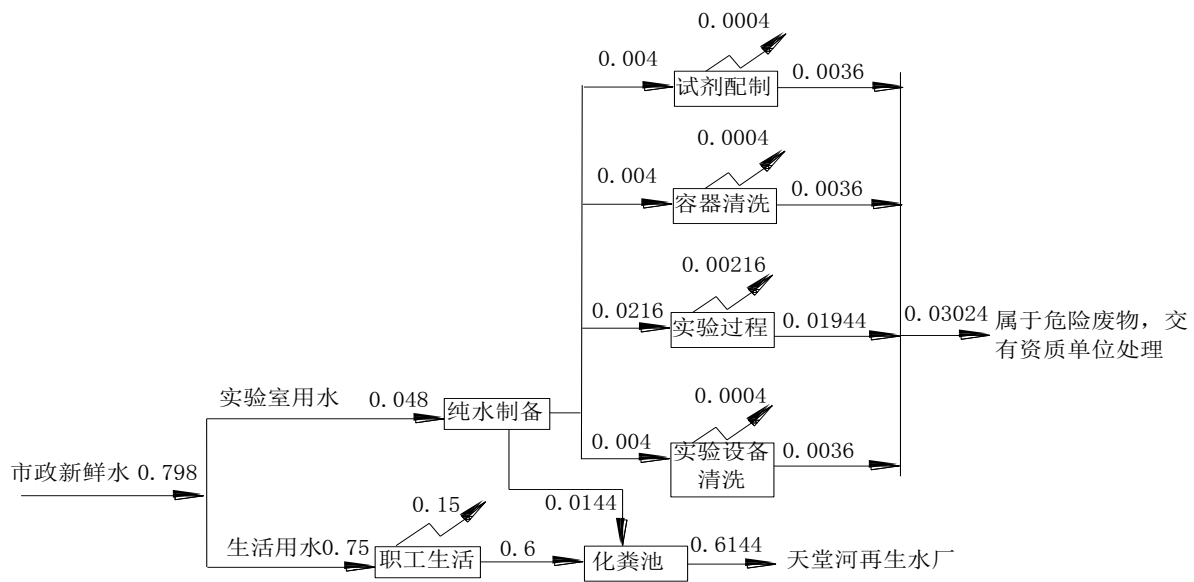 0.0004
0.004
试剂配制
0.0036
0.0004
0.004
容器清洗
0.0036
0.00216
0.0216
实验过程
0.01944
0.03024
属于危险废物，交
有资质单位处理
实验室用水
0.048
纯水制备
0.0004
0.004
实验设备
清洗
0.0036
市政新鲜水 0.798
0.15
0.0144
生活用水0.75
职工生活
0.6
化粪池
0.6144
天堂河再生水厂